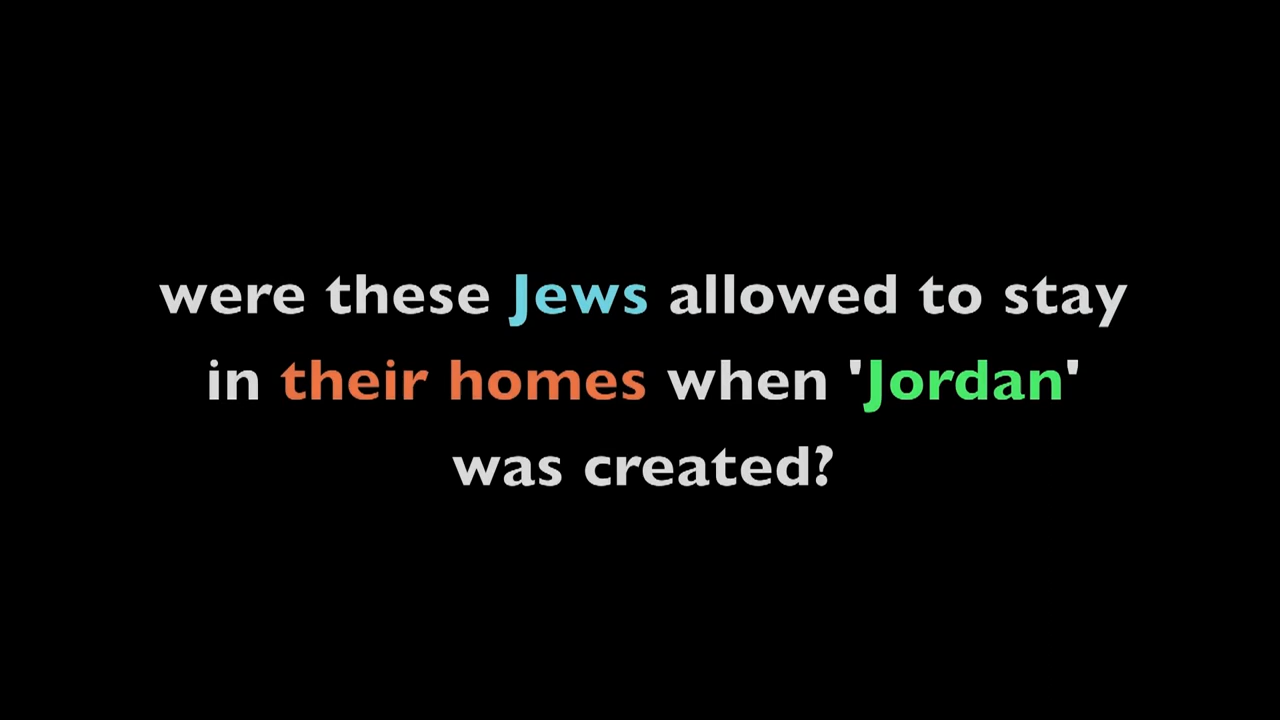 were these Jews allowed to stay
in their homes when 'Jordan'
was created?